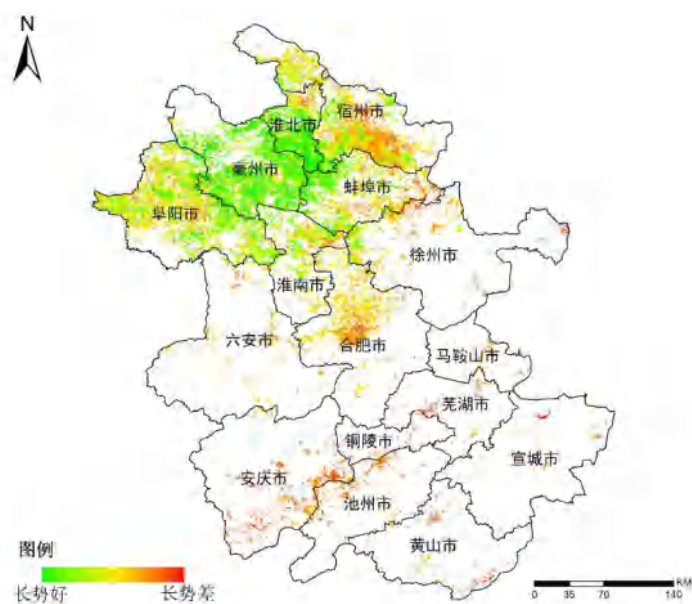 N
宿州市
淮北市
亳州市
蚌埠市
阜阳市
徐州市
淮南市
六安市
合肥市
马鞍山市
芜湖市
铜陵市
宣城市
安庆市
池州市
黄山市
图例
长势好 长势差
KM
0 35 70 140